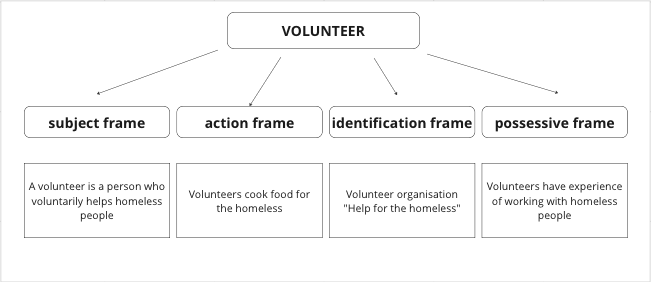 VOLUNTEER
subject frame
action frame
identification frame
possessive frame
A volunteer is a person who
voluntarily helps homeless
people
Volunteers cook food for
the homeless
Volunteer organisation
"Help for the homeless"
Volunteers have experience
of working with homeless
people